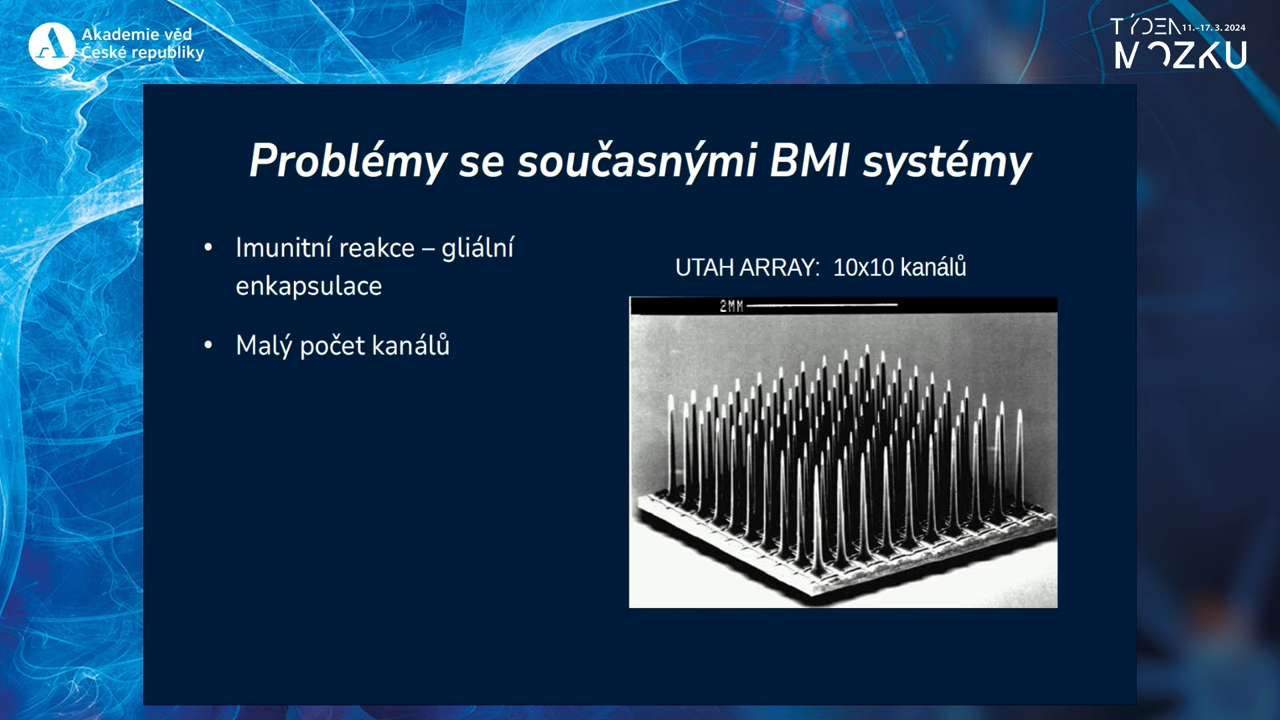 Akademie věd
České republiky
TÝDEN 11.–17. 3. 2024
MOZKU
Problémy se současnými BMI systémy
• Imunitní reakce – gliální
enkapsulace
• Malý počet kanálů
UTAH ARRAY:  10x10 kanálů
2MM